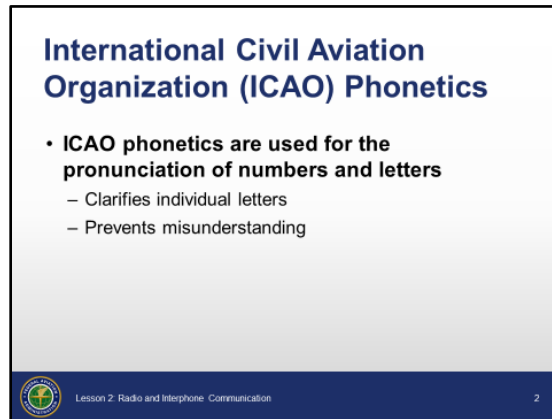 International Civil Aviation
Organization (ICAO) Phonetics
• ICAO phonetics are used for the
pronunciation of numbers and letters
– Clarifies individual letters
– Prevents misunderstanding
Lesson 2: Radio and Interphone Communication
2